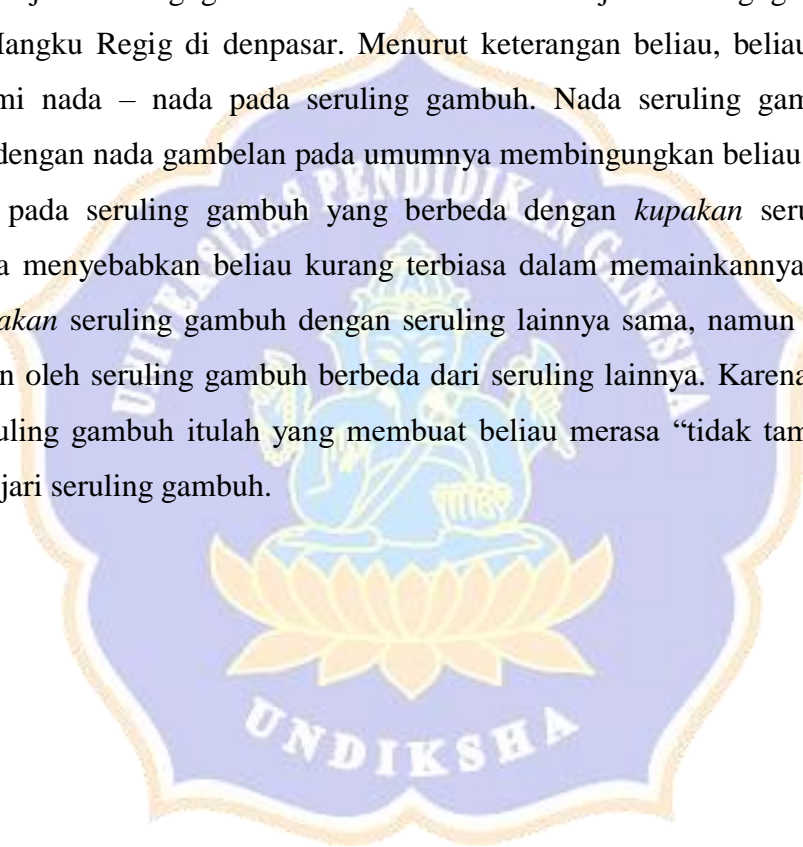 Mangku Regig di denpasar. Menurut keterangan beliau, beliau
mi nada – nada pada seruling gambuh. Nada seruling gam
dengan nada gambelan pada umumnya membingungkan beliau
pada seruling gambuh yang berbeda dengan kupakan seru
a menyebabkan beliau kurang terbiasa dalam memainkannya
akan seruling gambuh dengan seruling lainnya sama, namun
n oleh seruling gambuh berbeda dari seruling lainnya. Karena
uling gambuh itulah yang membuat beliau merasa “tidak tam
jari seruling gambuh.
UNIVERSITAS PENDIDIKAN GANESHA
UNDIKSHA